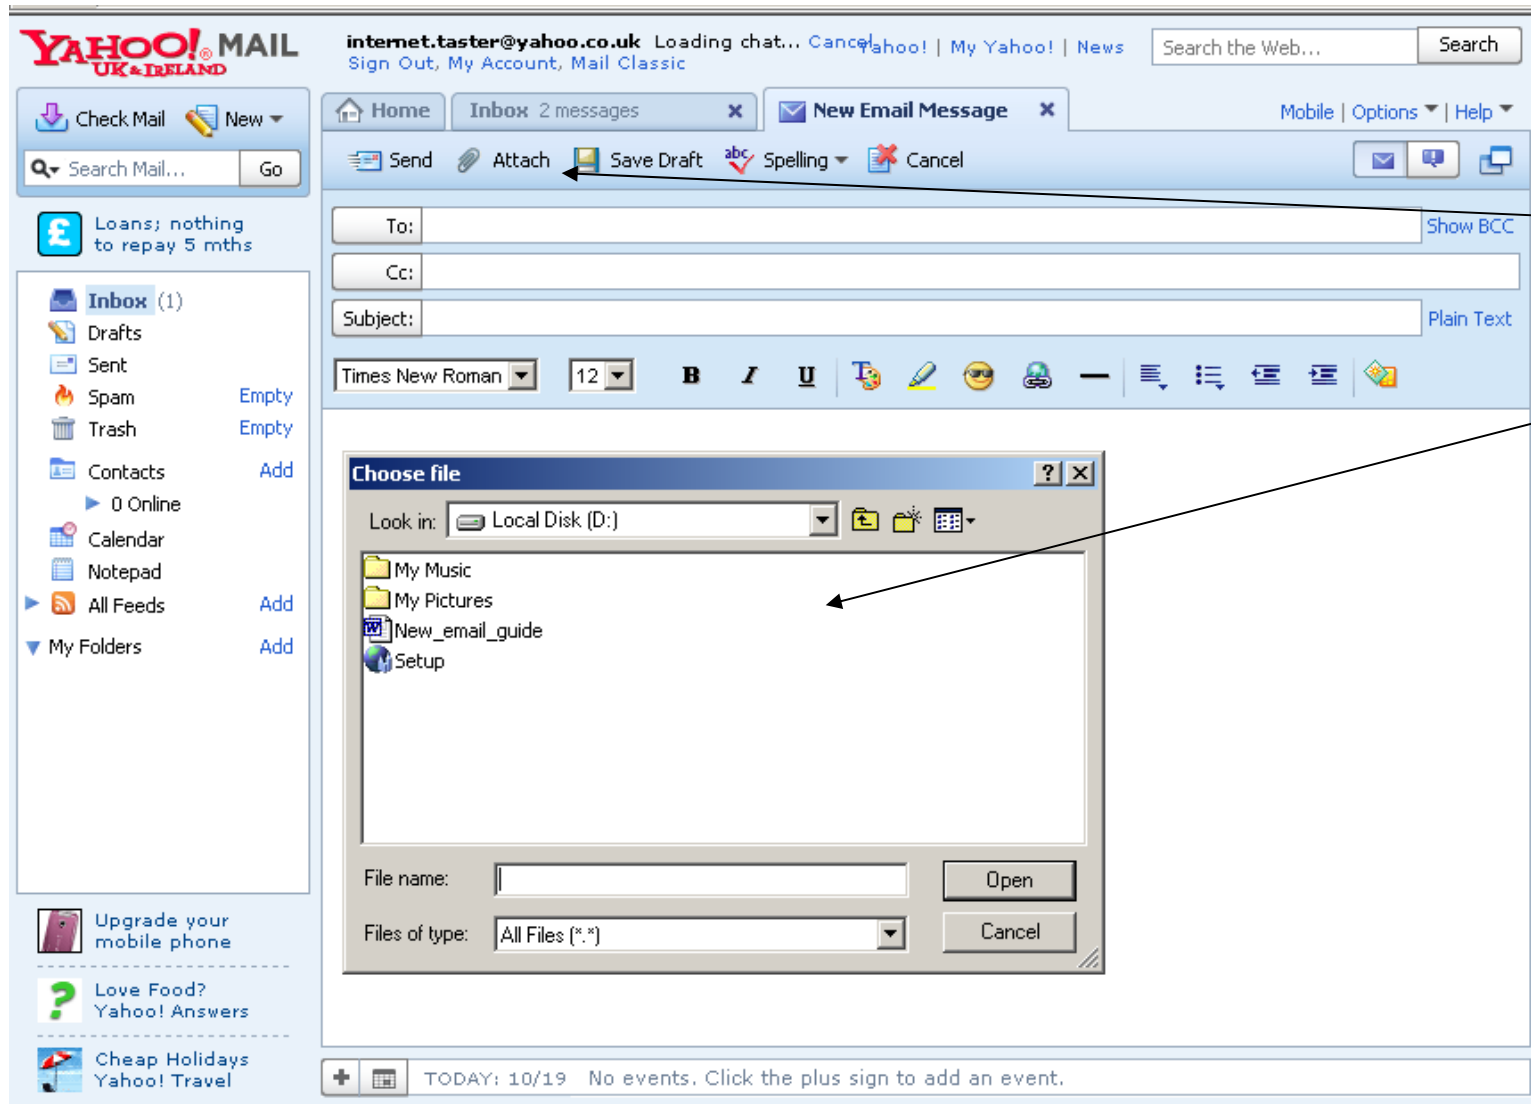 YAHOO!® MAIL
UK & IRELAND
internet.taster@yahoo.co.uk Loading chat... Cancel
Sign Out, My Account, Mail Classic
Yahoo! | My Yahoo! | News
Search the Web...
Search
Check Mail
New
Search Mail...
Go
Home
Inbox 2 messages
New Email Message
Mobile | Options | Help
Send
Attach
Save Draft
abc
Spelling
Cancel
To:
Show BCC
Cc:
Subject:
Plain Text
Times New Roman
12
B I U
Loans; nothing
to repay 5 mths
Inbox (1)
Drafts
Sent
Spam Empty
Trash Empty
Contacts Add
0 Online
Calendar
Notepad
All Feeds Add
My Folders Add
Upgrade your
mobile phone
Love Food?
Yahoo! Answers
Cheap Holidays
Yahoo! Travel
Choose file
Look in: Local Disk (D:)
My Music
My Pictures
New_email_guide
Setup
File name:
Open
Files of type: All Files (*.*)
Cancel
TODAY: 10/19 No events. Click the plus sign to add an event.